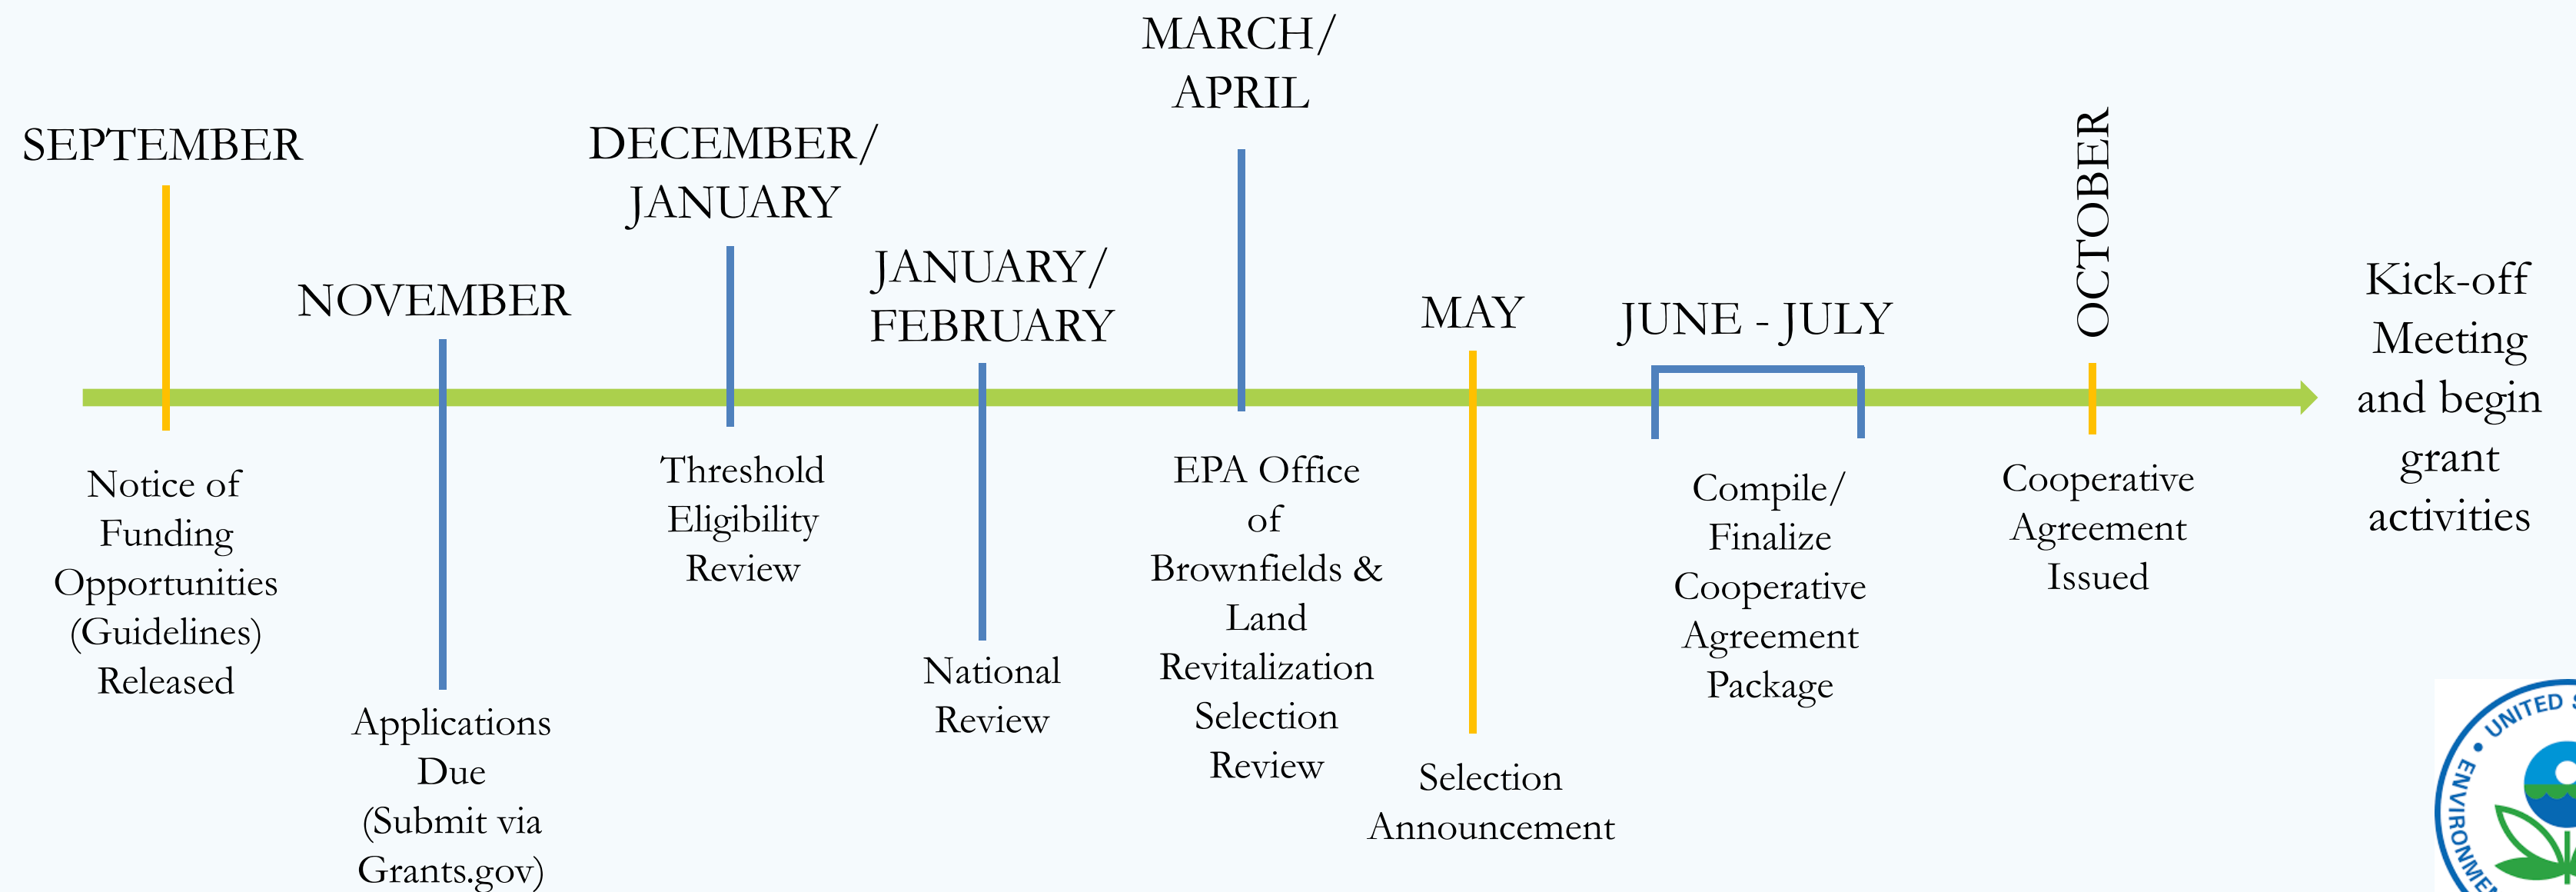 SEPTEMBER
Notice of
Funding
Opportunities
(Guidelines)
Released
NOVEMBER
Applications
Due
(Submit via
Grants.gov)
DECEMBER/
JANUARY
Threshold
Eligibility
Review
JANUARY/
FEBRUARY
National
Review
MARCH/
APRIL
EPA Office
of
Brownfields &
Land
Revitalization
Selection
Review
MAY
Selection
Announcement
JUNE - JULY
Compile/
Finalize
Cooperative
Agreement
Package
OCTOBER
Cooperative
Agreement
Issued
Kick-off
Meeting
and begin
grant
activities
UNITED